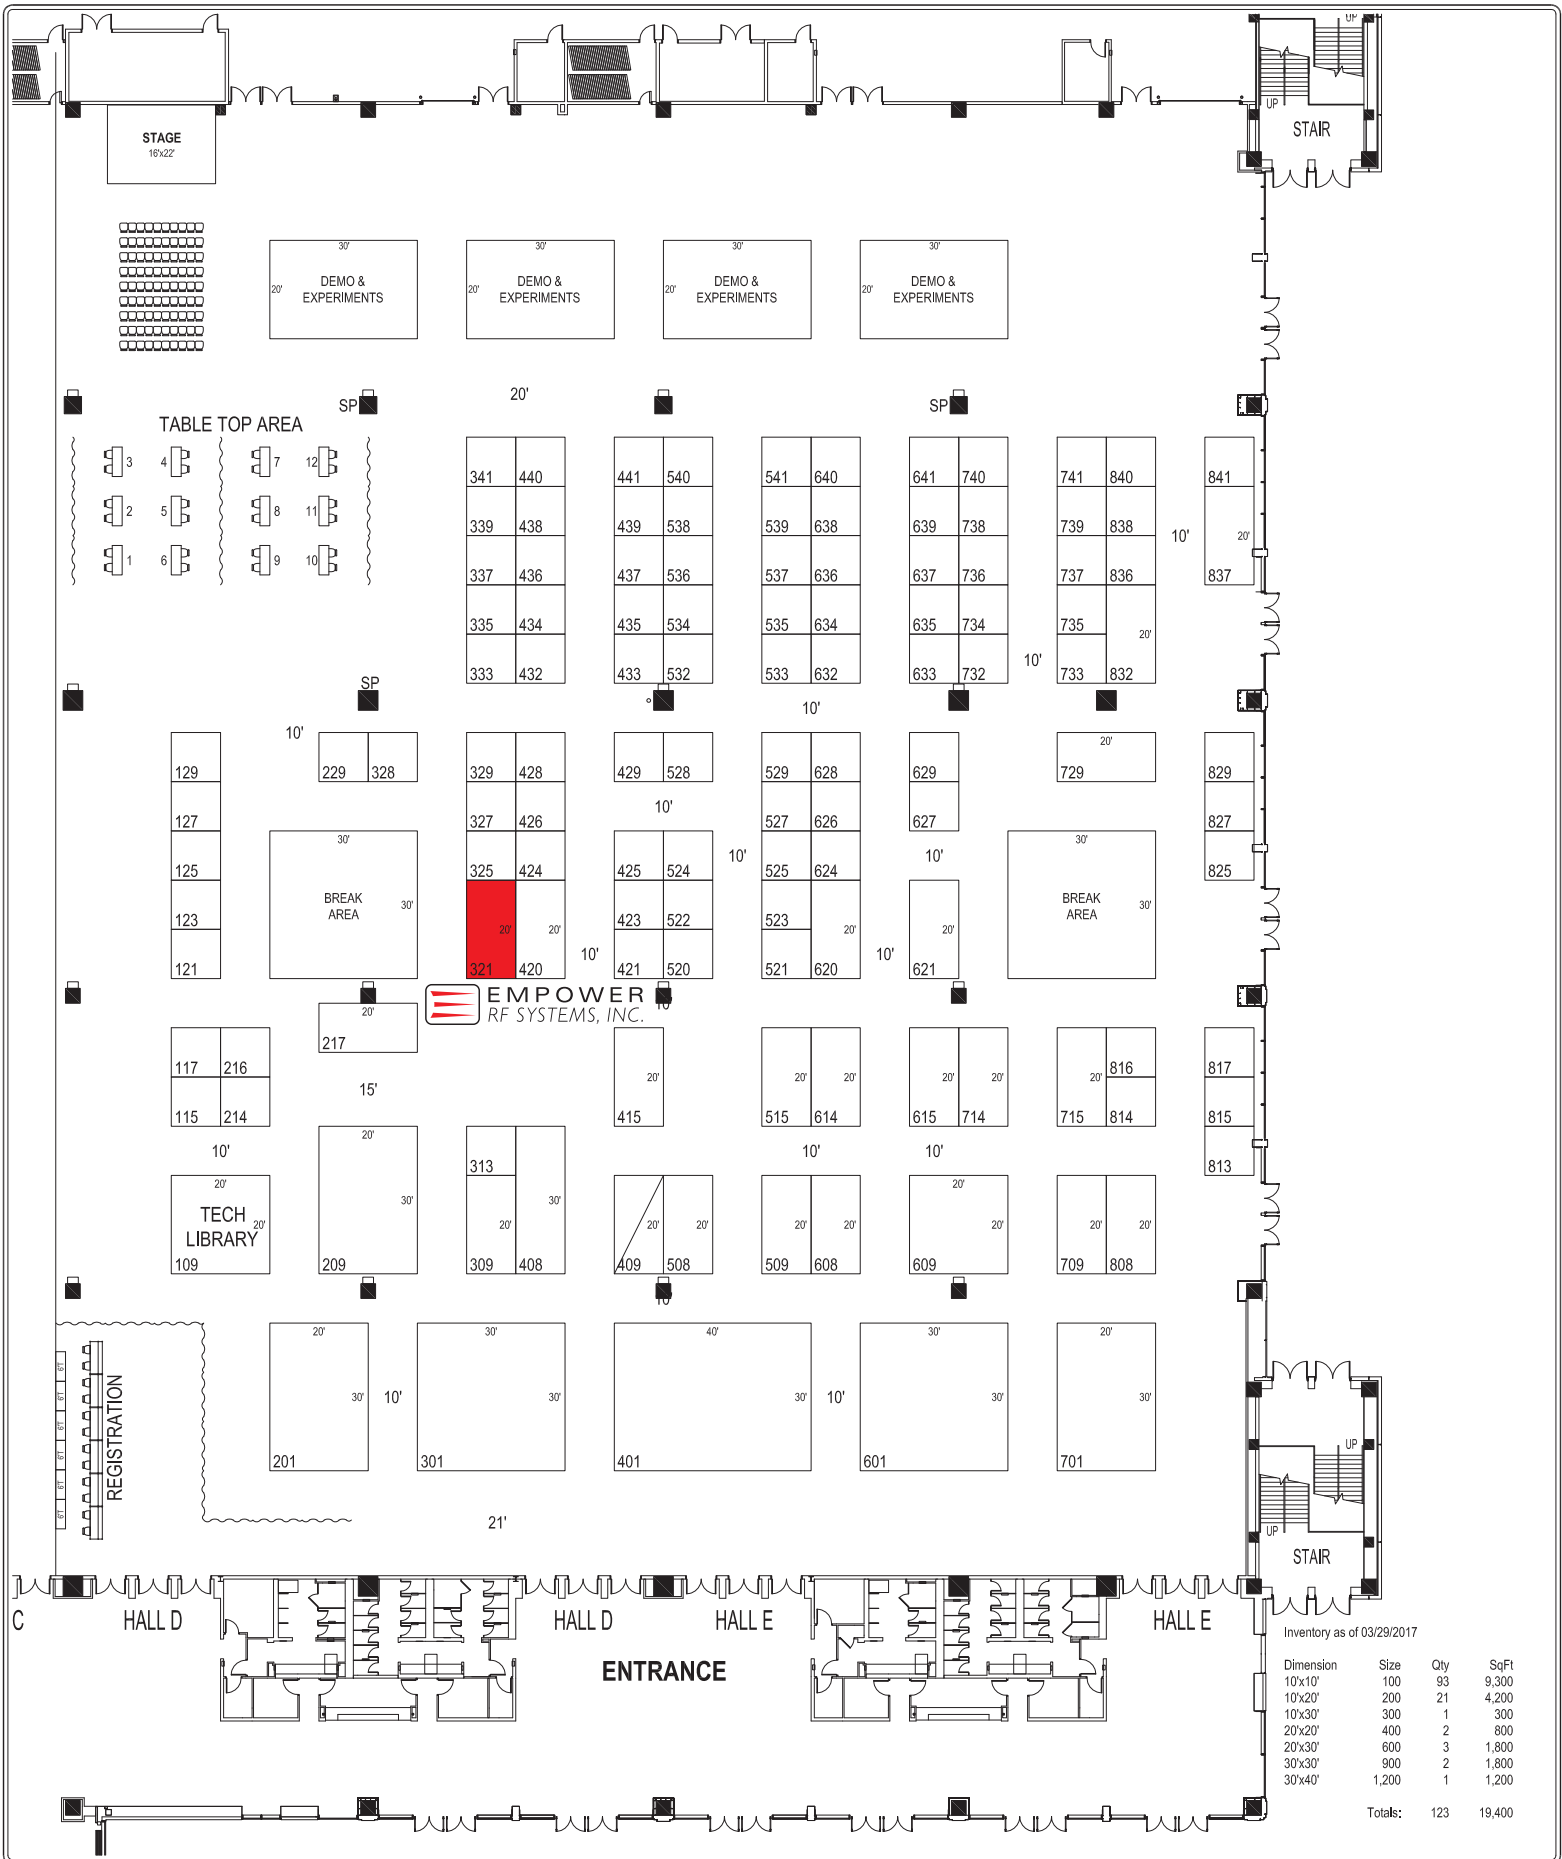 UP
UP
STAIR
STAGE
16'x22'
30' 30' 30' 30'
20' DEMO & EXPERIMENTS
20' DEMO & EXPERIMENTS
20' DEMO & EXPERIMENTS
20' DEMO & EXPERIMENTS
20'
SP SP
TABLE TOP AREA
3 4 7 12
2 5 8 11
1 6 9 10
341 440 441 540 541 640 641 740 741 840 841
339 438 439 538 539 638 639 738 739 838 10' 20'
337 436 437 536 537 636 637 736 737 836 837
335 434 435 534 535 634 635 734 735 20'
333 432 433 532 533 632 633 732 10' 733 832
SP
10'
10' 20'
129 229 328 329 428 429 528 529 628 629 729 829
10'
127 327 426 527 626 627 827
30' 10' 10' 30'
125 325 424 425 524 525 624 825
BREAK AREA 30'
BREAK AREA 30'
123 423 522 523
20' 20' 20' 20'
10' 10'
121 321 420 421 520 521 620 621
EMPOWER
RF SYSTEMS, INC.
10'
20'
217
117 216 816 817
20' 20' 20' 20' 20' 20'
15'
115 214 415 515 614 615 714 715 814 815
10' 20' 10' 10'
313 813
20' 20'
TECH
LIBRARY
20' 30' 20' 30' 20' 20' 20' 20' 20' 20'
109 209 309 408 409 508 509 608 609 709 808
10'
20' 30' 40' 30' 20'
30' 10' 30' 30' 10' 30' 30'
201 301 401 601 701
6'T
6'T
6'T
6'T
6'T
6'T
REGISTRATION
21'
UP
UP
STAIR
C HALL D HALL D HALL E HALL E
ENTRANCE
Inventory as of 03/29/2017
Dimension Size Qty SqFt
10'x10' 100 93 9,300
10'x20' 200 21 4,200
10'x30' 300 1 300
20'x20' 400 2 800
20'x30' 600 3 1,800
30'x30' 900 2 1,800
30'x40' 1,200 1 1,200
Totals: 123 19,400